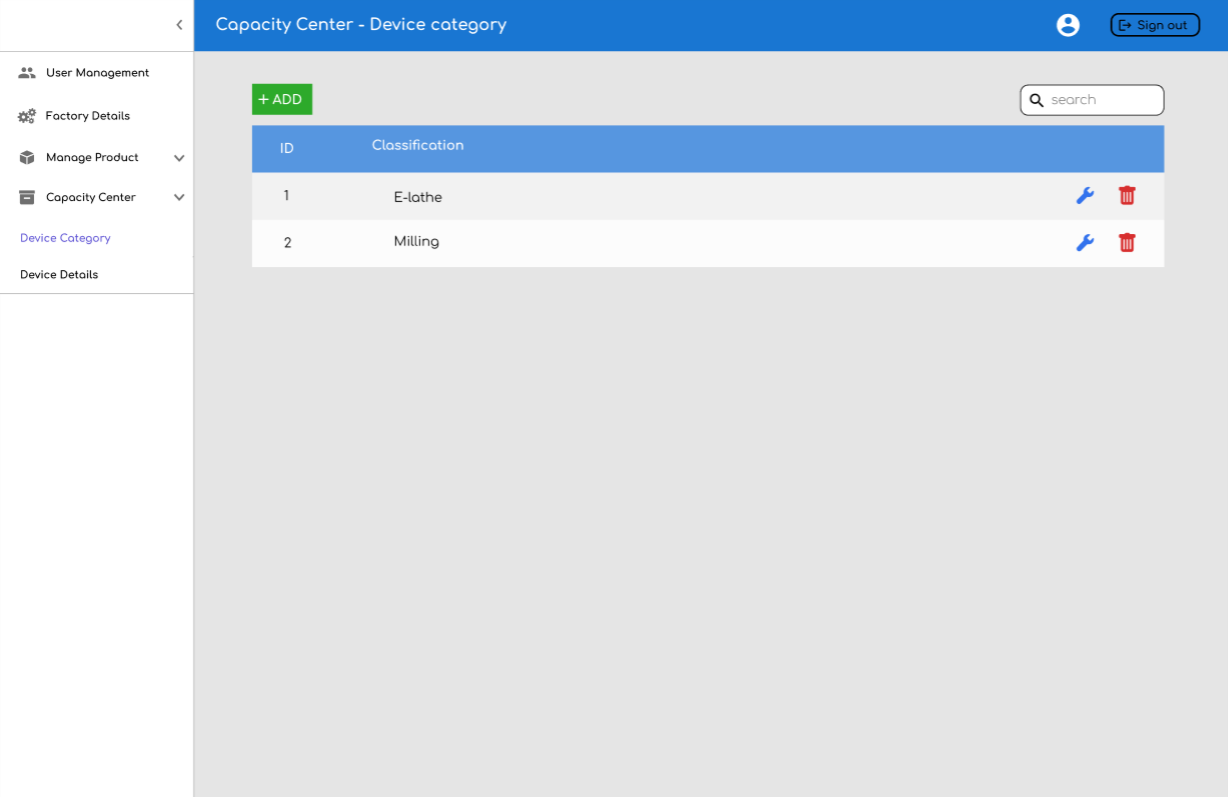 Capacity Center - Device category
Sign out
User Management
Factory Details
Manage Product
Capacity Center
Device Category
Device Details
+ ADD
search
ID Classification
1 E-lathe
2 Milling